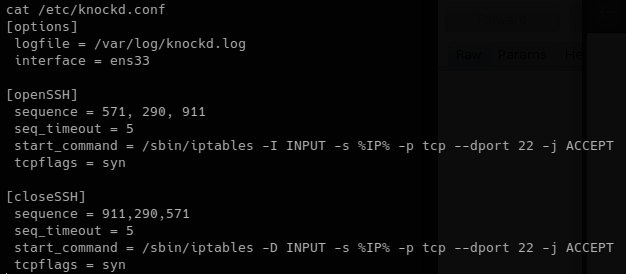 cat /etc/knockd.conf
[options]
logfile = /var/log/knockd.log
interface = ens33
Raw Params He
[openSSH]
sequence = 571, 290, 911
seq_timeout = 5
start_command = /sbin/iptables -I INPUT -s %IP% -p tcp --dport 22 -j ACCEPT
tcpflags = syn
[closeSSH]
sequence = 911,290,571
seq_timeout = 5
start_command = /sbin/iptables -D INPUT -s %IP% -p tcp --dport 22 -j ACCEPT
tcpflags = syn